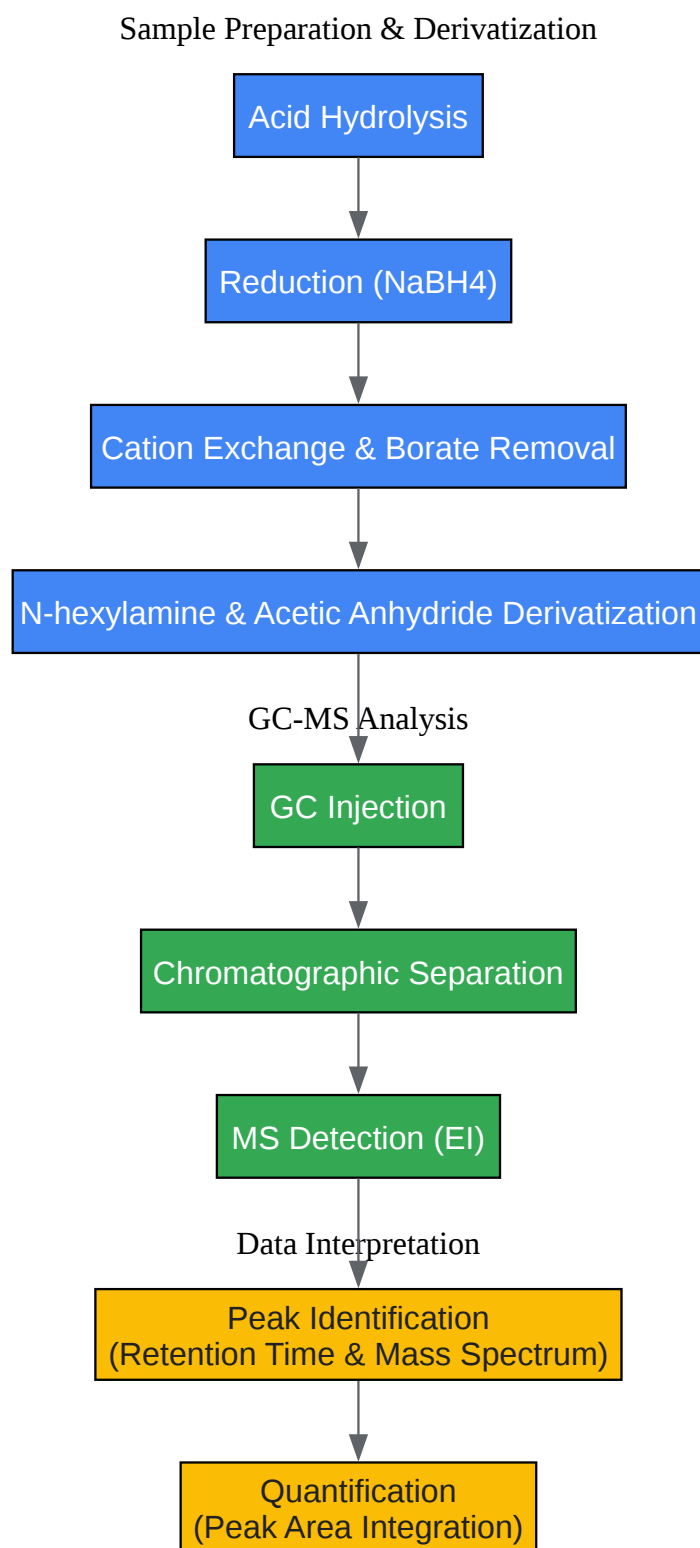 Sample Preparation & Derivatization
Acid Hydrolysis
Reduction (NaBH4)
Cation Exchange & Borate Removal
N-hexylamine & Acetic Anhydride Derivatization
GC-MS Analysis
GC Injection
Chromatographic Separation
MS Detection (EI)
Data Interpretation
Peak Identification
(Retention Time & Mass Spectrum)
Quantification
(Peak Area Integration)